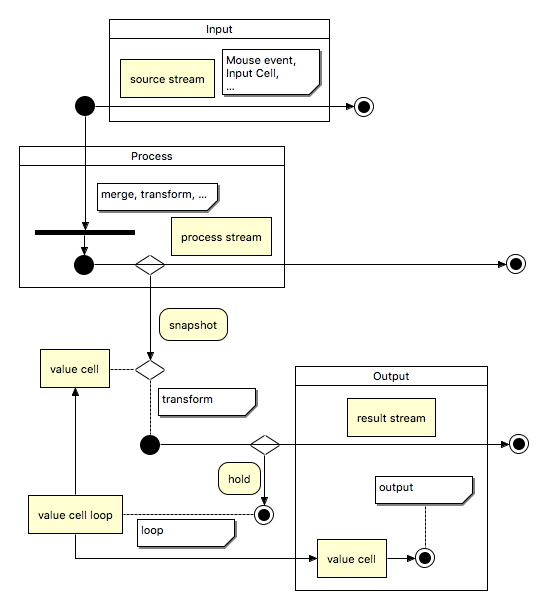 Input
source stream
Mouse event,
Input Cell,
...
Process
merge, transform, ...
process stream
snapshot
value cell
Output
transform
result stream
hold
output
value cell loop
loop
value cell